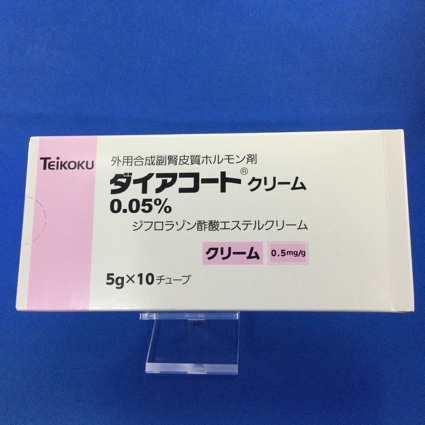 TEIKOKU
外用合成副腎皮質ホルモン剤
ダイアコート®クリーム
0.05%
ジフロラゾン酢酸エステルクリーム
クリーム 0.5mg/g
5g×10チューブ